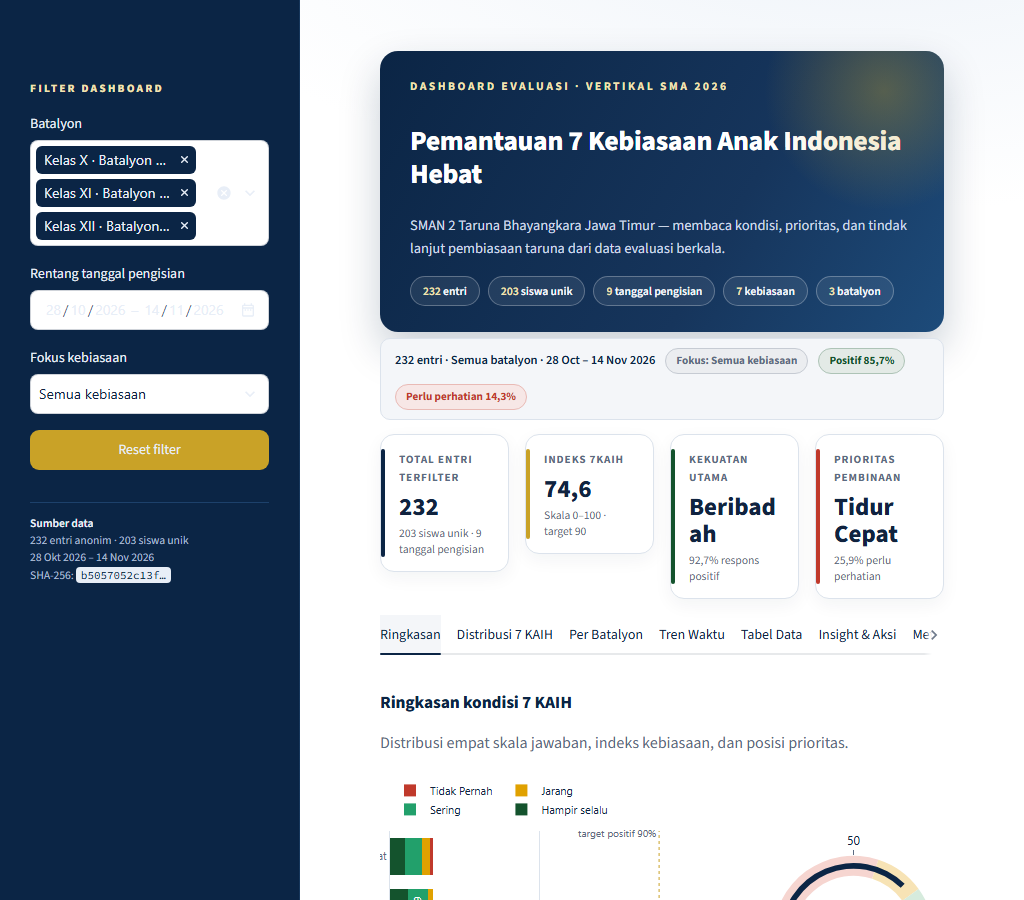 FILTER DASHBOARD
Batalyon
Kelas X · Batalyon ... ×
Kelas XI · Batalyon ... ×
Kelas XII · Batalyon... ×
Rentang tanggal pengisian
28/10/2026 – 14/11/2026
Fokus kebiasaan
Semua kebiasaan
Reset filter
Sumber data
232 entri anonim · 203 siswa unik
28 Okt 2026 – 14 Nov 2026
SHA-256: b5057052c13f…
DASHBOARD EVALUASI · VERTIKAL SMA 2026
Pemantauan 7 Kebiasaan Anak Indonesia
Hebat
SMAN 2 Taruna Bhayangkara Jawa Timur — membaca kondisi, prioritas, dan tindak
lanjut pembiasaan taruna dari data evaluasi berkala.
232 entri
203 siswa unik
9 tanggal pengisian
7 kebiasaan
3 batalyon
232 entri · Semua batalyon · 28 Oct – 14 Nov 2026
Fokus: Semua kebiasaan
Positif 85,7%
Perlu perhatian 14,3%
TOTAL ENTRI
TERFILTER
232
203 siswa unik · 9
tanggal pengisian
INDEKS 7KAIH
74,6
Skala 0–100 ·
target 90
KEKUATAN
UTAMA
Beribad
ah
92,7% respons
positif
PRIORITAS
PEMBINAAN
Tidur
Cepat
25,9% perlu
perhatian
Ringkasan
Distribusi 7 KAIH
Per Batalyon
Tren Waktu
Tabel Data
Insight & Aksi
Me
Ringkasan kondisi 7 KAIH
Distribusi empat skala jawaban, indeks kebiasaan, dan posisi prioritas.
Tidak Pernah
Jarang
Sering
Hampir selalu
target positif 90%
50
at